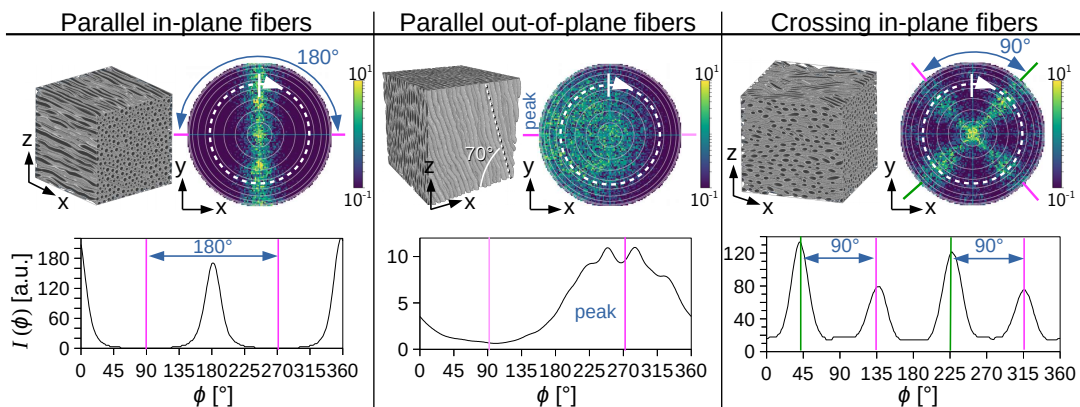 Parallel in-plane fibers
Parallel out-of-plane fibers
Crossing in-plane fibers
180°
10¹
10⁻¹
z
x
y
x
peak
70°
10¹
10⁻¹
z
x
y
x
90°
10¹
10⁻¹
z
x
y
x
I (ϕ) [a.u.]
180
120
60
0
180°
0 45 90 135 180 225 270 315 360
ϕ [°]
10
5
0
peak
0 45 90 135 180 225 270 315 360
ϕ [°]
120
80
40
0
90°
90°
0 45 90 135 180 225 270 315 360
ϕ [°]